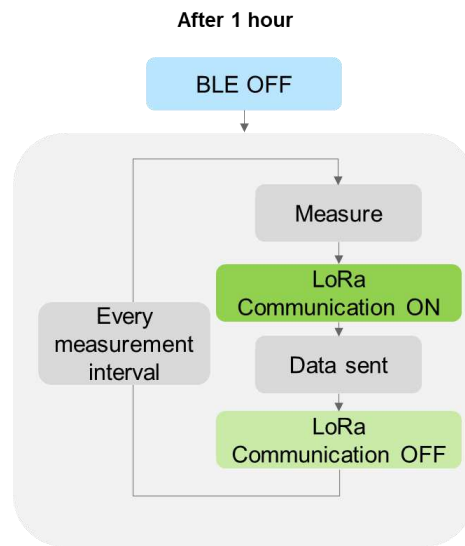 After 1 hour
BLE OFF
Measure
LoRa
Communication ON
Every
measurement
interval
Data sent
LoRa
Communication OFF